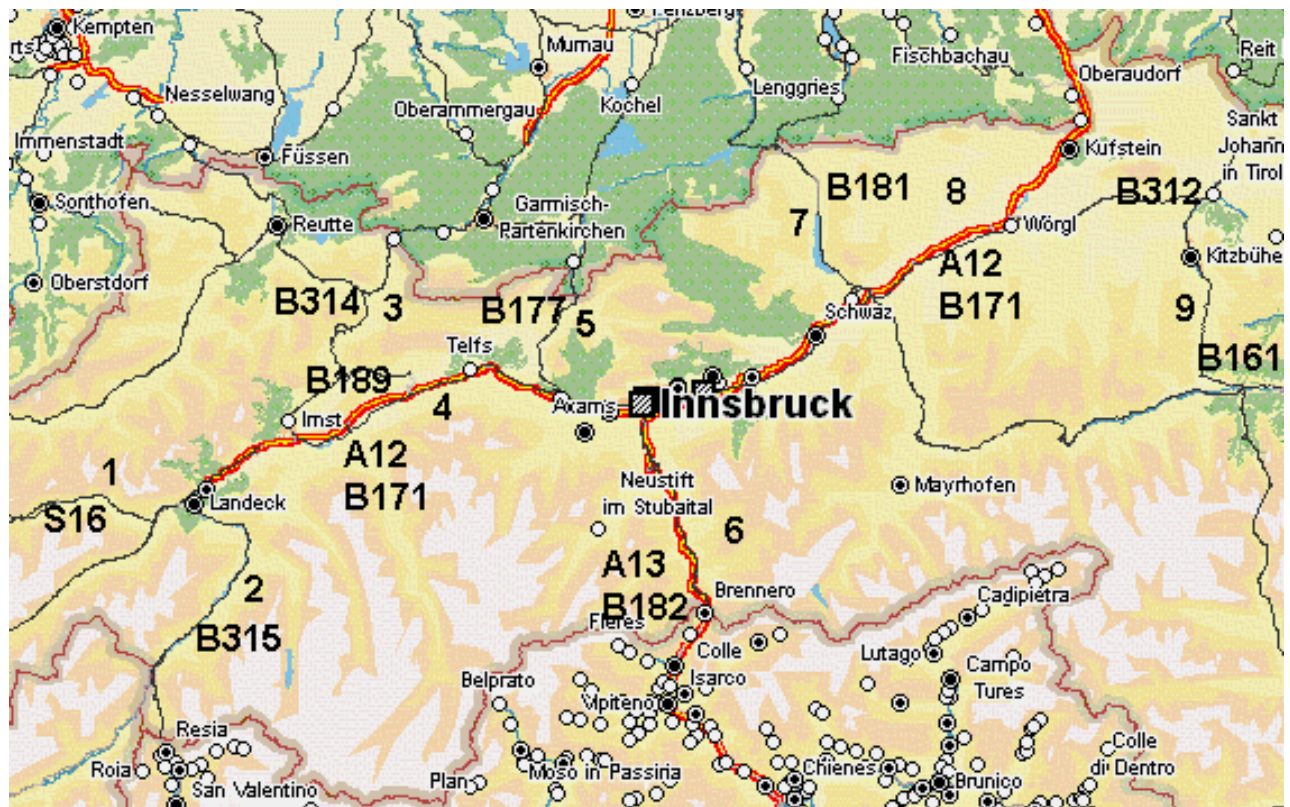 Kempten
Penzberg
Murnau
Fischbachau
Reit
Oberaudorf
Nesselwang
Lenggries
Oberammergau
Kochel
Immenstadt
Sankt
Johann
in Tirol
Füssen
Kufstein
Sonthofen
B181
8
B312
Garmisch-
Partenkirchen
Reutte
7
Wörgl
Kitzbühe
Oberstdorf
A12
B171
B314
3
B177
5
Schwaz
9
Telfs
B161
B189
4
Axams
Innsbruck
Imst
A12
B171
1
Landeck
S16
Neustift
im Stubaital
Mayrhofen
6
A13
B182
Brennero
2
B315
Cadipietra
Fleres
Colle
Isarco
Lutago
Campo
Tures
Belprato
Vipiteno
Resia
Roia
San Valentino
Plan
Moso in Passiria
Chienes
Brunico
Colle
di Dentro